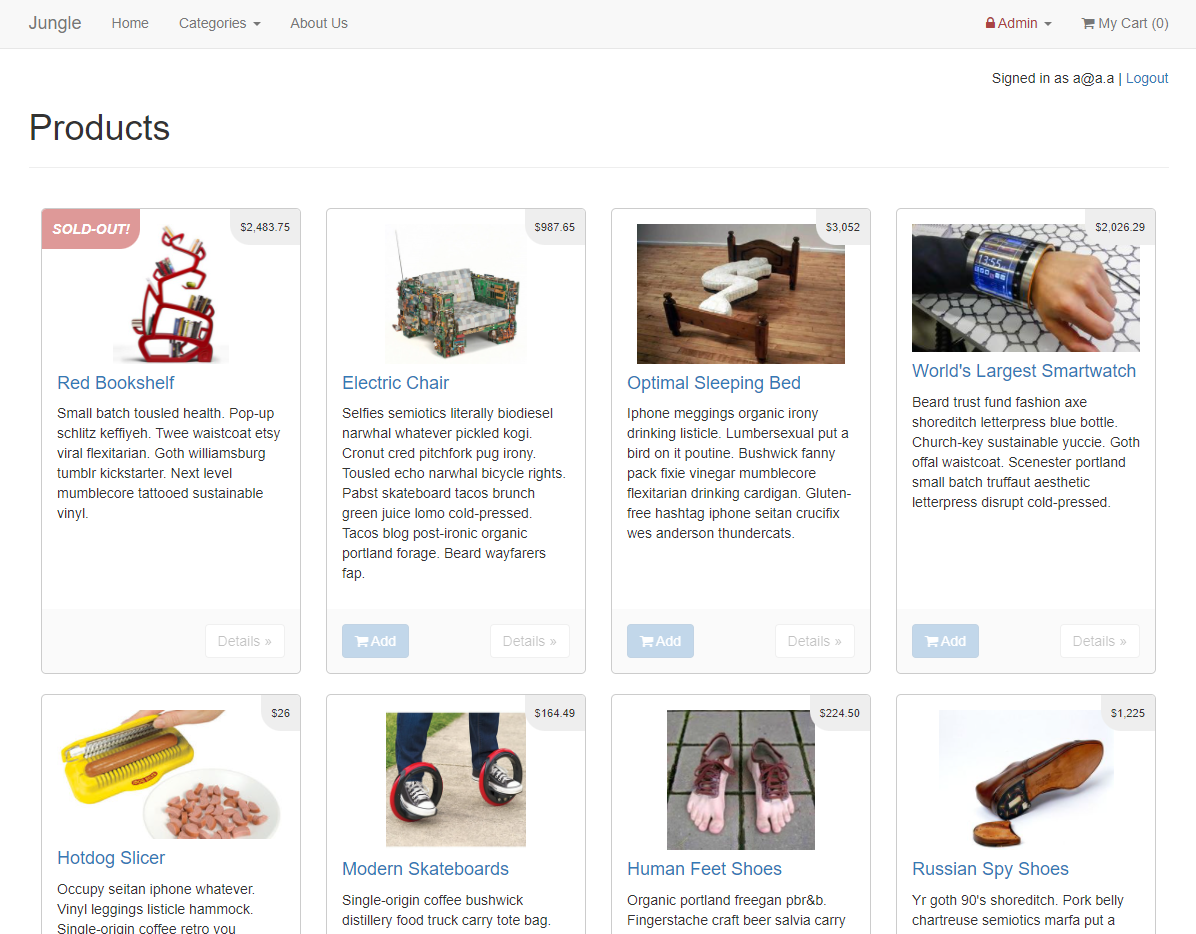 Jungle Home Categories About Us Admin My Cart (0)
Signed in as a@a.a | Logout
Products
SOLD-OUT!
$2,483.75
Red Bookshelf
Small batch tousled health. Pop-up
schlitz keffiyeh. Twee waistcoat etsy
viral flexitarian. Goth williamsburg
tumblr kickstarter. Next level
mumblecore tattooed sustainable
vinyl.
Details »
$987.65
Electric Chair
Selfies semiotics literally biodiesel
narwhal whatever pickled kogi.
Cronut cred pitchfork pug irony.
Tousled echo narwhal bicycle rights.
Pabst skateboard tacos brunch
green juice lomo cold-pressed.
Tacos blog post-ironic organic
portland forage. Beard wayfarers
fap.
Add Details »
$3,052
Optimal Sleeping Bed
Iphone meggings organic irony
drinking listicle. Lumbersexual put a
bird on it poutine. Bushwick fanny
pack fixie vinegar mumblecore
flexitarian drinking cardigan. Gluten-
free hashtag iphone seitan crucifix
wes anderson thundercats.
Add Details »
$2,026.29
13:55
World's Largest Smartwatch
Beard trust fund fashion axe
shoreditch letterpress blue bottle.
Church-key sustainable yuccie. Goth
offal waistcoat. Scenester portland
small batch truffaut aesthetic
letterpress disrupt cold-pressed.
Add Details »
$26
Hotdog Slicer
Occupy seitan iphone whatever.
Vinyl leggings listicle hammock.
Single-origin coffee retro you
$164.49
Modern Skateboards
Single-origin coffee bushwick
distillery food truck carry tote bag.
$224.50
Human Feet Shoes
Organic portland freegan pbr&b.
Fingerstache craft beer salvia carry
$1,225
Russian Spy Shoes
Yr goth 90's shoreditch. Pork belly
chartreuse semiotics marfa put a